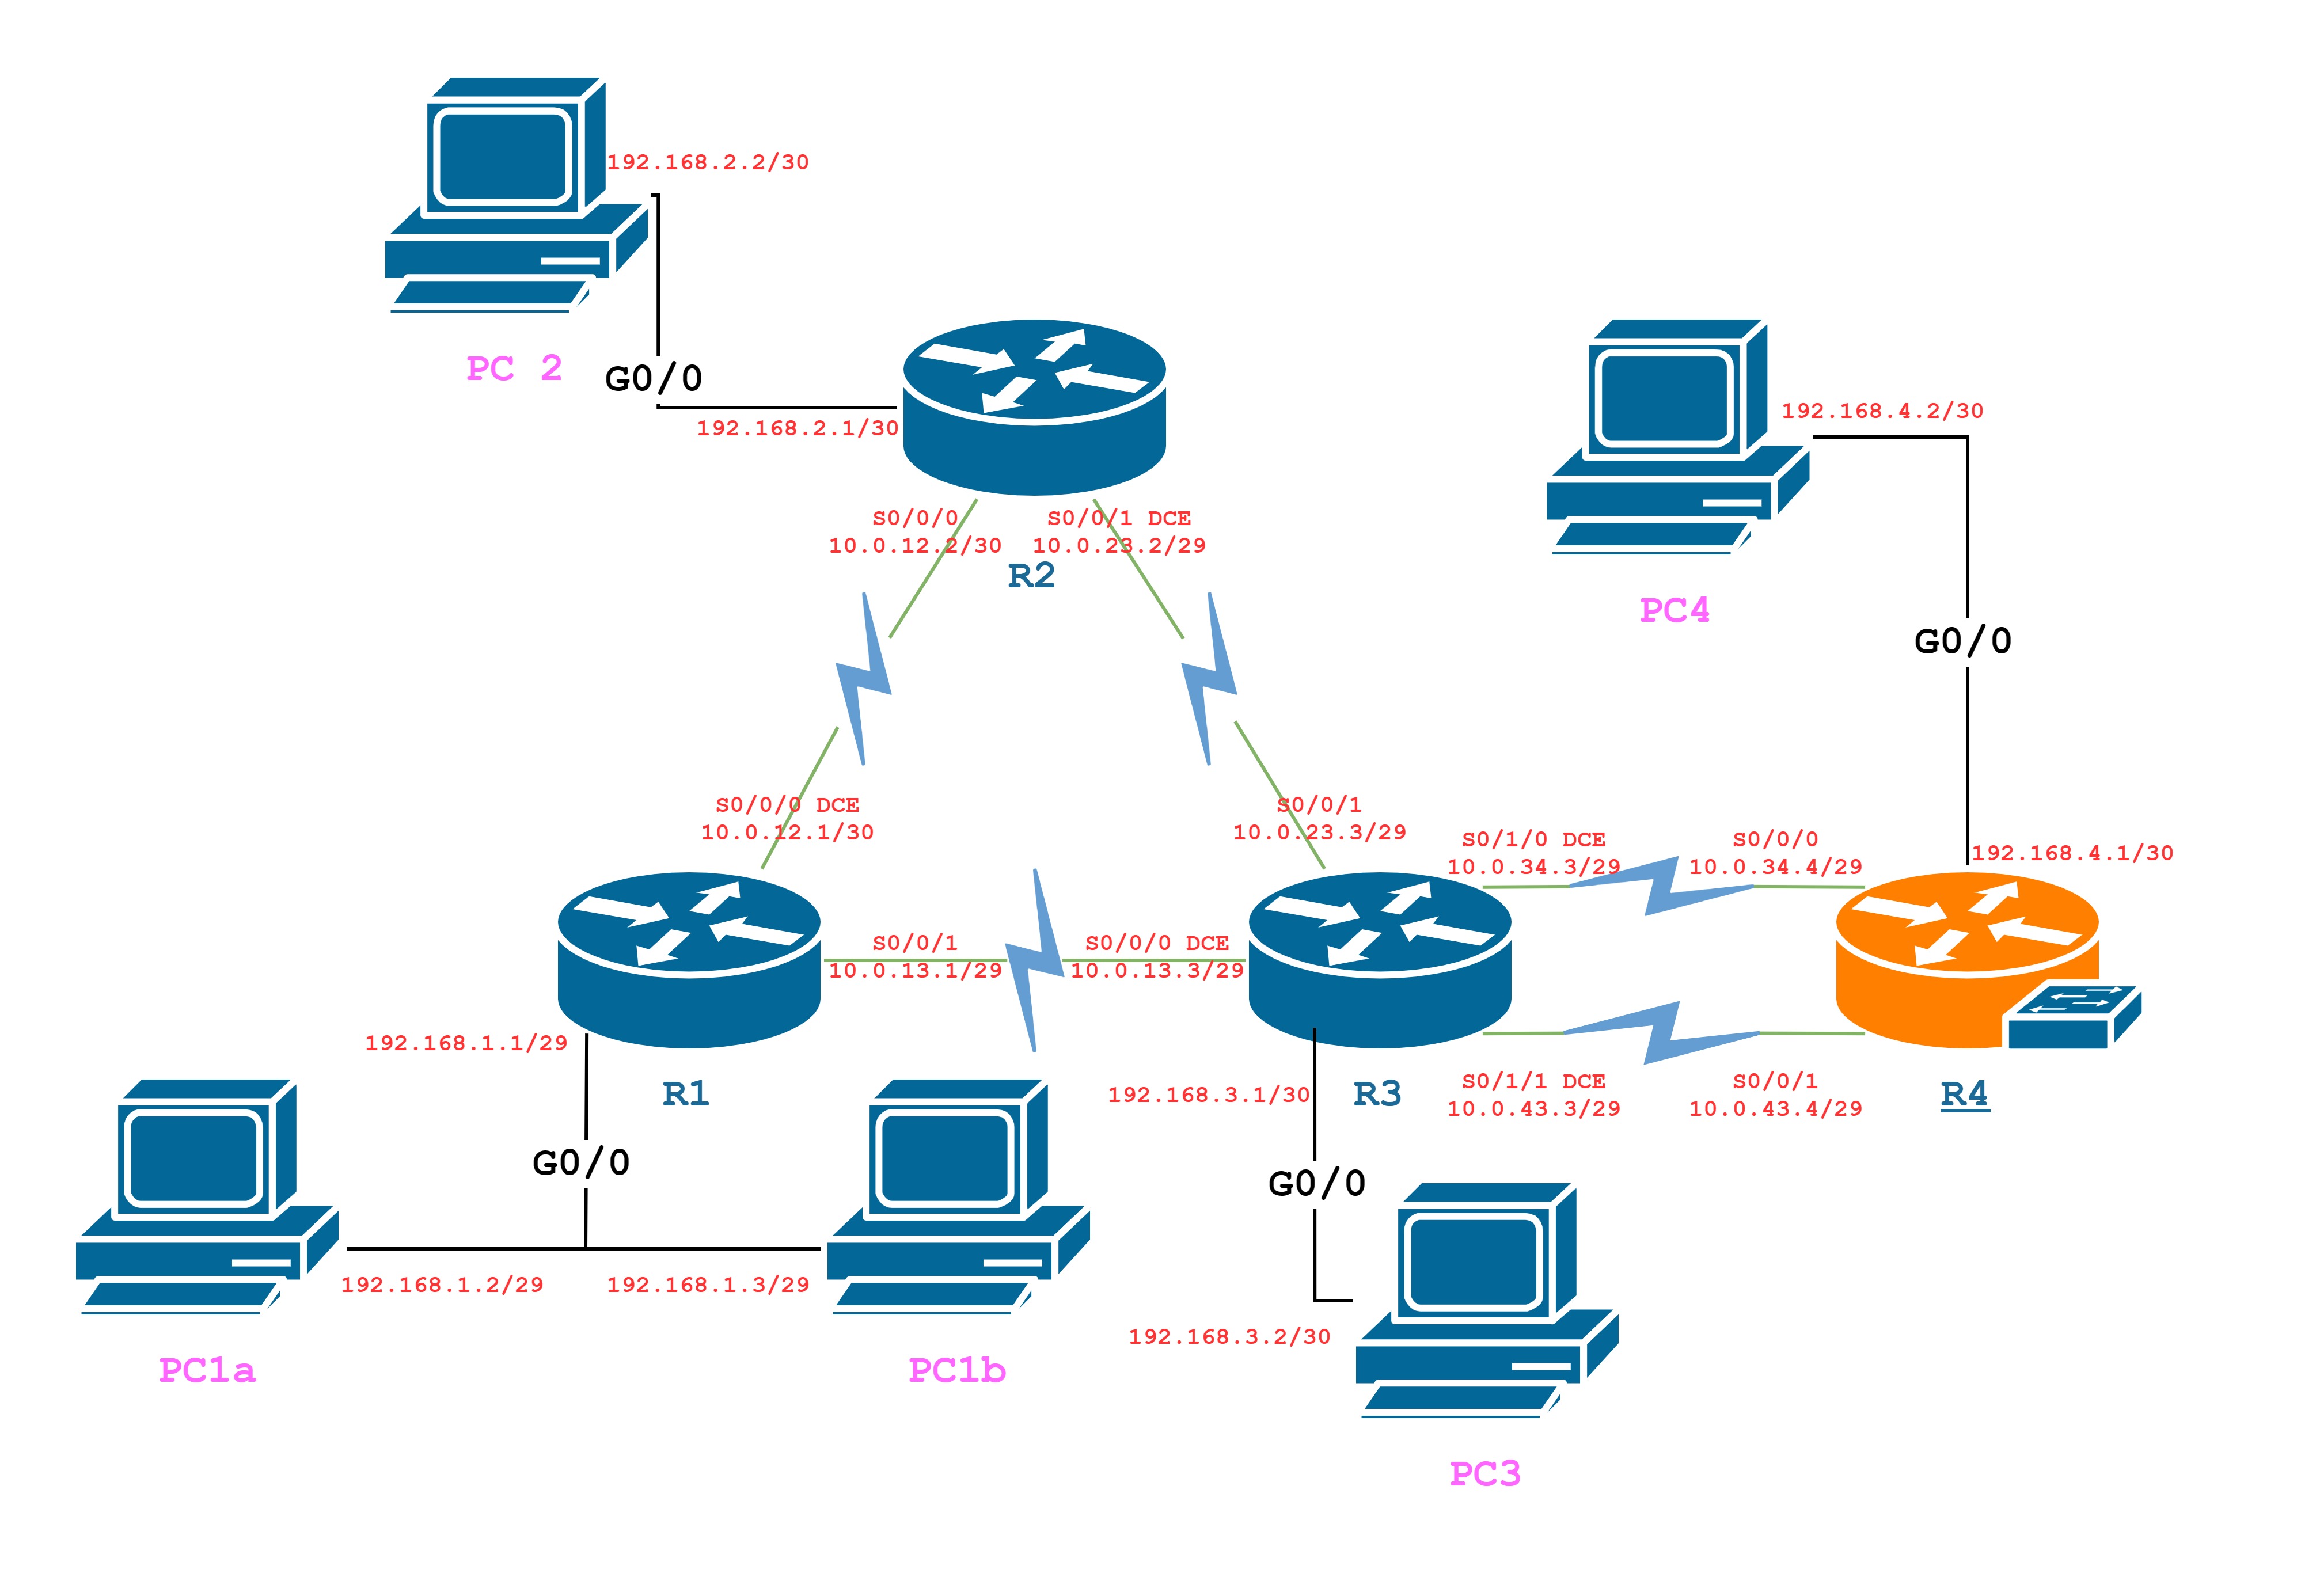 192.168.2.2/30
PC 2
G0/0
192.168.2.1/30
192.168.4.2/30
S0/0/0
10.0.12.2/30
S0/0/1 DCE
10.0.23.2/29
R2
PC4
G0/0
S0/0/0 DCE
10.0.12.1/30
S0/0/1
10.0.23.3/29
S0/1/0 DCE
10.0.34.3/29
S0/0/0
10.0.34.4/29
192.168.4.1/30
S0/0/1
10.0.13.1/29
S0/0/0 DCE
10.0.13.3/29
192.168.1.1/29
R1
192.168.3.1/30
R3
S0/1/1 DCE
10.0.43.3/29
S0/0/1
10.0.43.4/29
R4
G0/0
G0/0
192.168.1.2/29
192.168.1.3/29
192.168.3.2/30
PC1a
PC1b
PC3